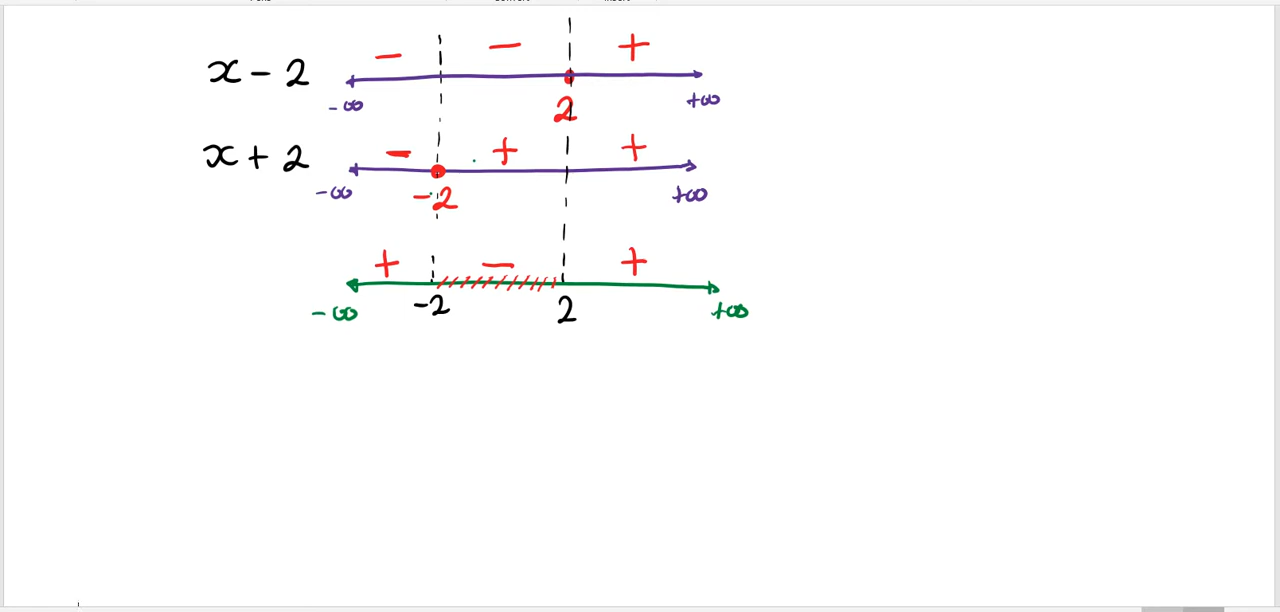 − − +
x − 2
-∞ 2 +∞
− + +
x + 2
-∞ -2 +∞
+ − +
-∞ -2 2 +∞